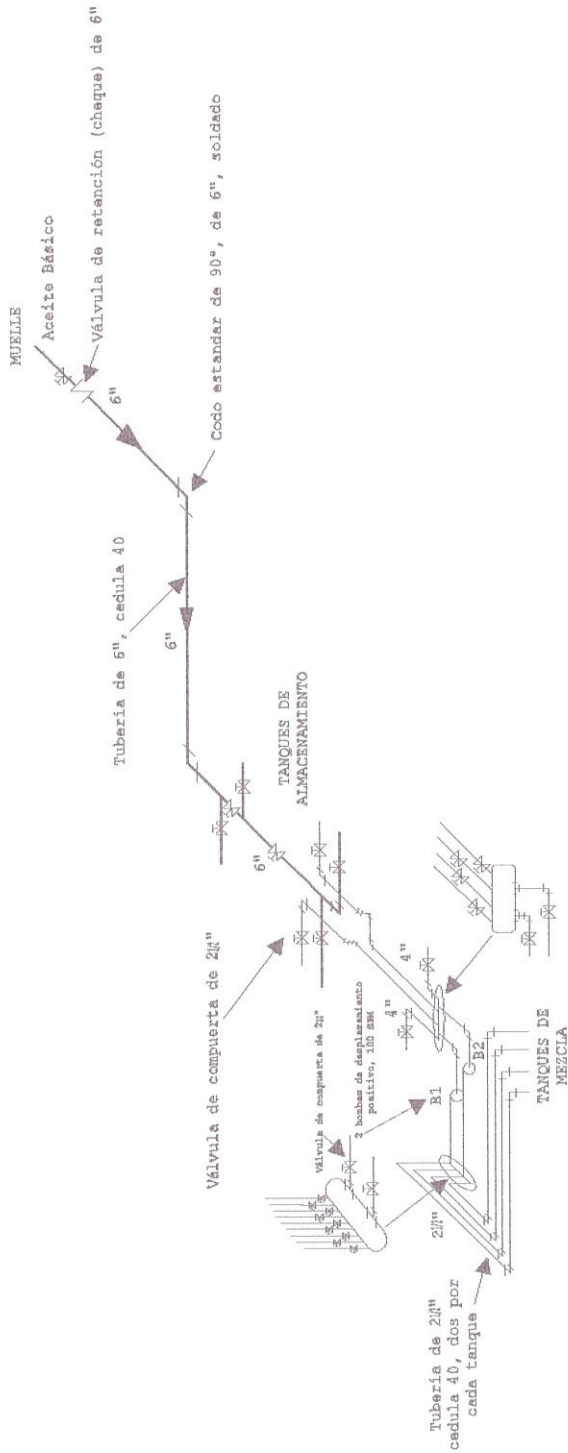 MUELLE
Aceite Básico
Válvula de retención (cheque) de 6"
6"
Codo estandar de 90°, de 6", soldado
Tuberia de 6", cedula 40
6"
TANQUES DE
ALMACENAMIENTO
6"
Válvula de compuerta de 2½"
4"
4"
Válvula de compuerta de 2½"
2 bombas de desplazamiento
positivo, 100 GPM
B1
B2
2½"
TANQUES DE
MEZCLA
Tuberia de 2½"
cedula 40, dos por
cada tanque